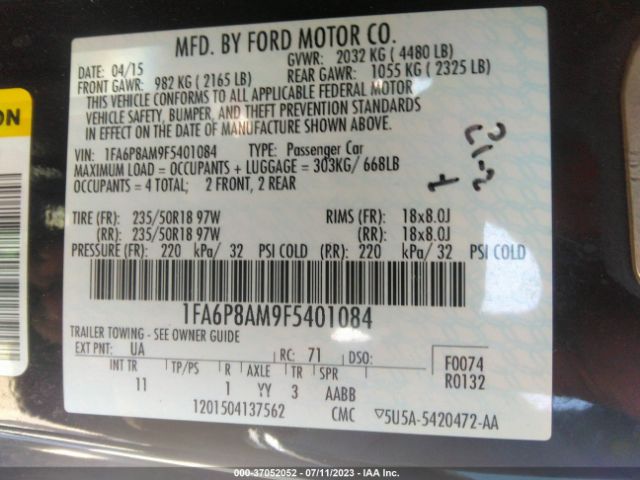 MFD. BY FORD MOTOR CO.
DATE: 04/15 GVWR: 2032 KG ( 4480 LB)
FRONT GAWR: 982 KG ( 2165 LB) REAR GAWR: 1055 KG ( 2325 LB)
THIS VEHICLE CONFORMS TO ALL APPLICABLE FEDERAL MOTOR
VEHICLE SAFETY, BUMPER, AND THEFT PREVENTION STANDARDS
IN EFFECT ON THE DATE OF MANUFACTURE SHOWN ABOVE.
VIN: 1FA6P8AM9F5401084 TYPE: Passenger Car
MAXIMUM LOAD = OCCUPANTS + LUGGAGE = 303KG/ 668LB
OCCUPANTS = 4 TOTAL; 2 FRONT, 2 REAR
TIRE (FR): 235/50R18 97W RIMS (FR): 18x8.0J
(RR): 235/50R18 97W (RR): 18x8.0J
PRESSURE (FR): 220 kPa/ 32 PSI COLD (RR): 220 kPa/ 32 PSI COLD
1FA6P8AM9F5401084
TRAILER TOWING - SEE OWNER GUIDE
EXT PNT: UA RC: 71 DSO: F0074
INT TR TP/PS R AXLE TR SPR R0132
11 1 YY 3 AABB
1201504137562 CMC ▽5U5A-5420472-AA
ON
#EXT - 37052052 - 07/11/2023 - IAA Inc.